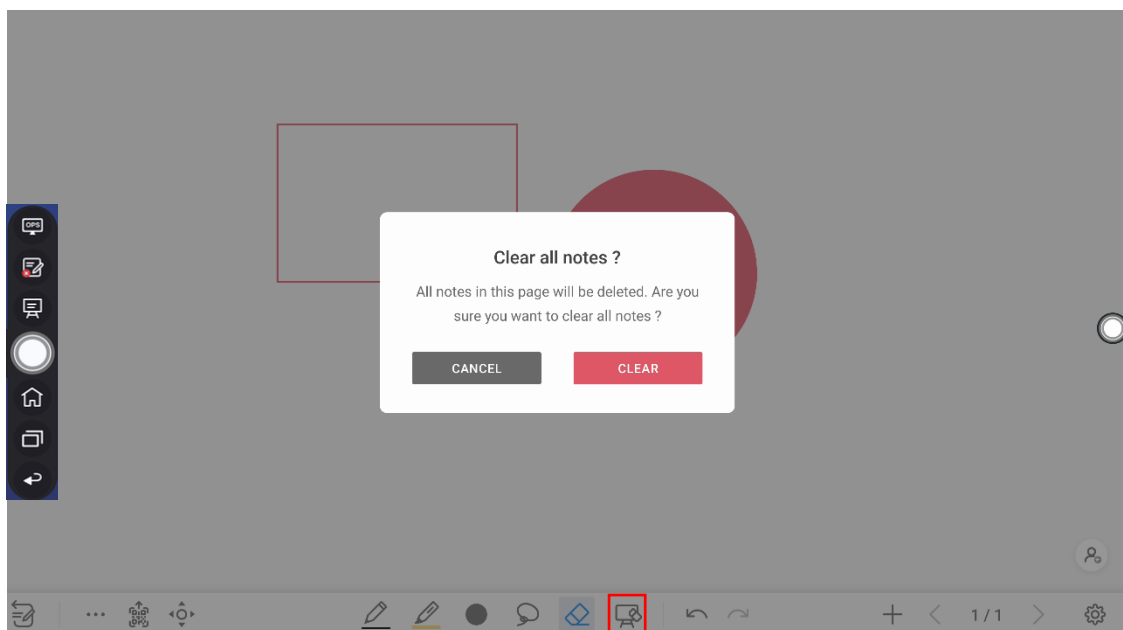 Clear all notes ?
All notes in this page will be deleted. Are you
sure you want to clear all notes ?
CANCEL
CLEAR
OPS
1 / 1